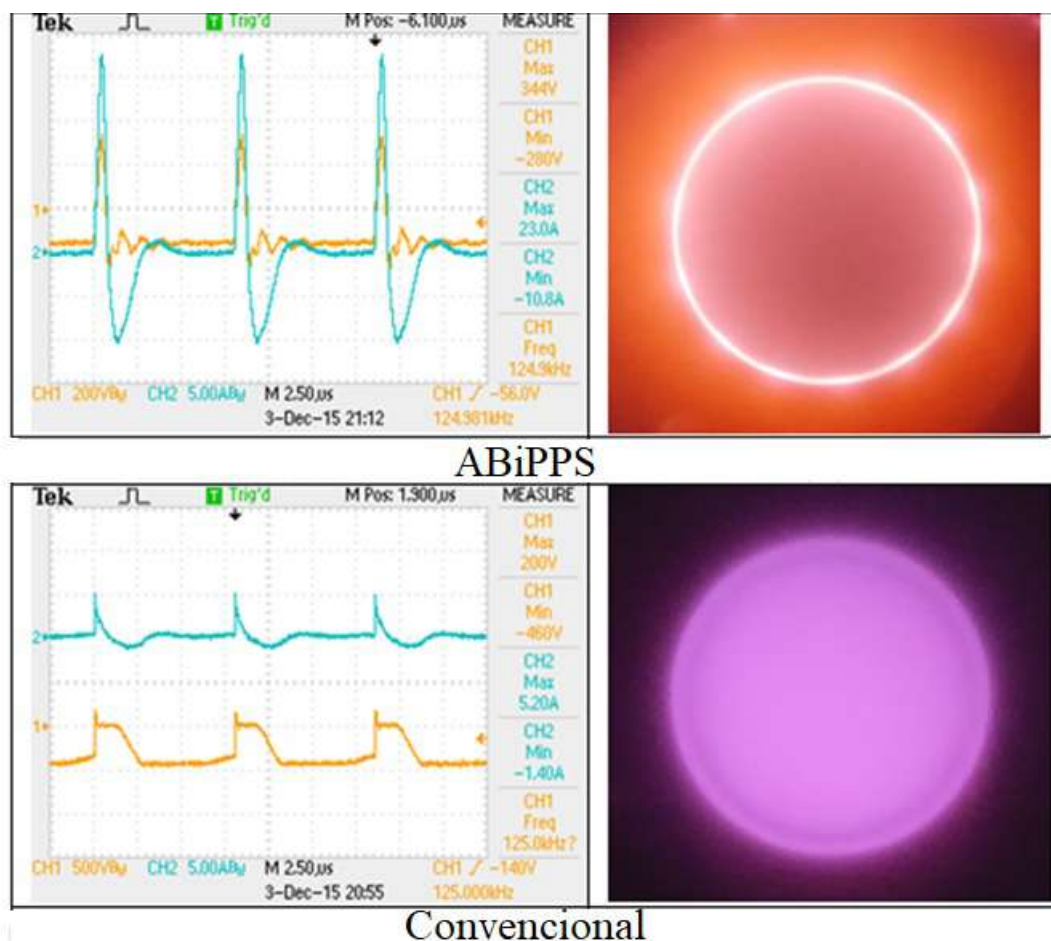 Tek T Trig'd M Pos: -6.100µs MEASURE
CH1
Max
344V
CH1
Min
-280V
CH2
Max
23.0A
CH2
Min
-10.8A
CH1
Freq
124.9kHz
1
2
CH1 200VBW CH2 5.00ABW M 2.50µs CH1 -56.0V
3-Dec-15 21:12 124.981kHz
ABiPPS
Tek T Trig'd M Pos: 1.900µs MEASURE
CH1
Max
200V
CH1
Min
-460V
CH2
Max
5.20A
CH2
Min
-1.40A
CH1
Freq
125.0kHz?
2
1
CH1 500VBW CH2 5.00ABW M 2.50µs CH1 -140V
3-Dec-15 20:55 125.000kHz
Convencional